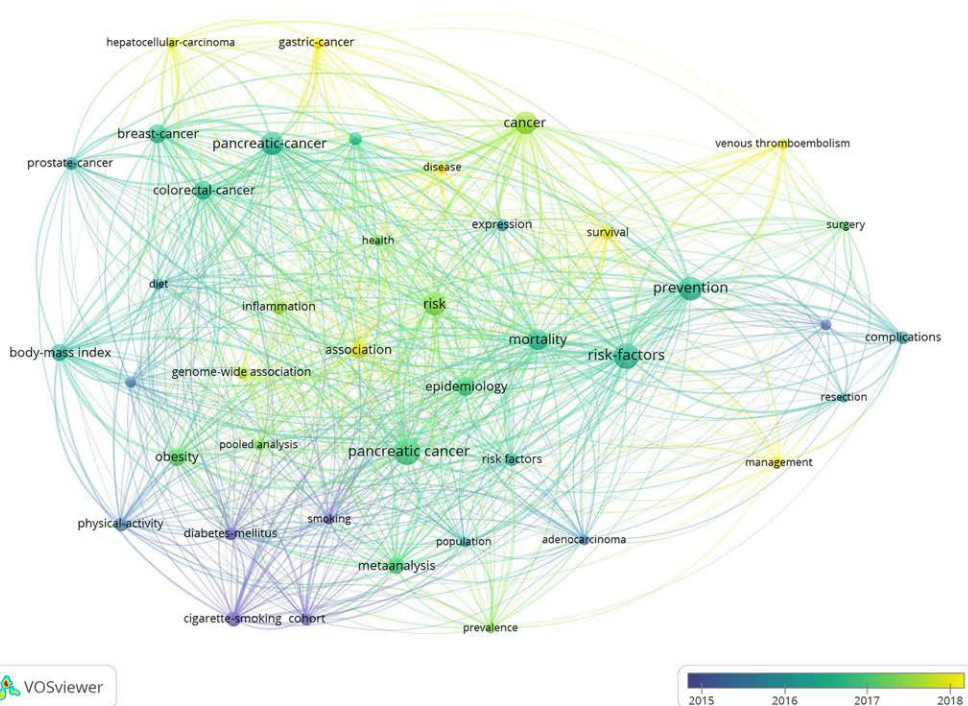 hepatocellular-carcinoma
gastric-cancer
cancer
breast-cancer
pancreatic-cancer
venous thromboembolism
prostate-cancer
disease
colorectal-cancer
expression
surgery
survival
health
diet
prevention
inflammation
risk
complications
mortality
body-mass index
association
risk-factors
genome-wide association
epidemiology
resection
pooled analysis
pancreatic cancer
obesity
risk factors
management
smoking
physical-activity
diabetes-mellitus
population
adenocarcinoma
metaanalysis
cigarette-smoking
cohort
prevalence
VOSviewer
2015
2016
2017
2018